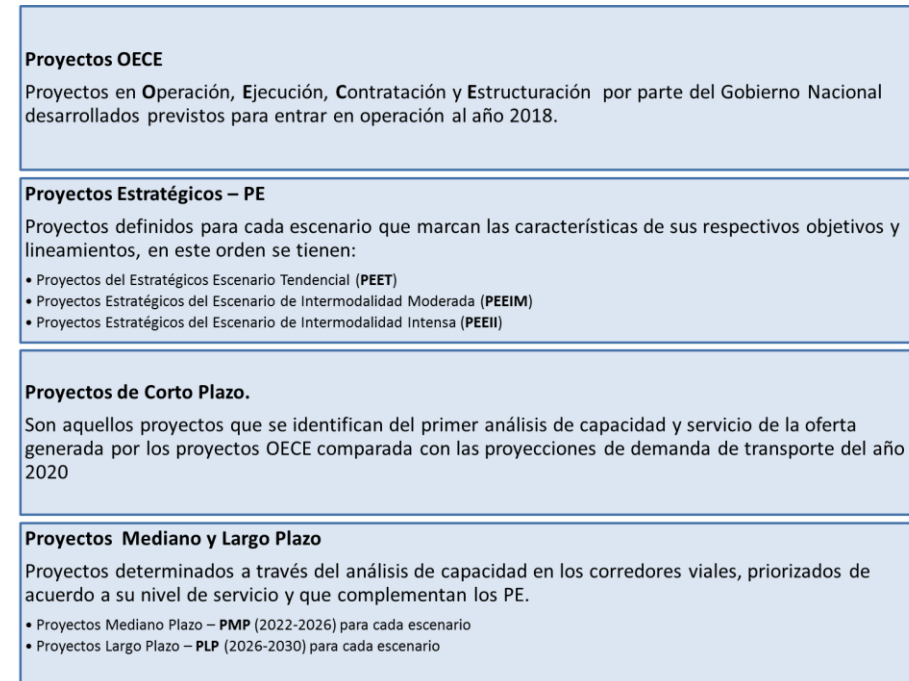 Proyectos OECE
Proyectos en Operación, Ejecución, Contratación y Estructuración por parte del Gobierno Nacional
desarrollados previstos para entrar en operación al año 2018.
Proyectos Estratégicos – PE
Proyectos definidos para cada escenario que marcan las características de sus respectivos objetivos y
lineamientos, en este orden se tienen:
• Proyectos del Estratégicos Escenario Tendencial (PEET)
• Proyectos Estratégicos del Escenario de Intermodalidad Moderada (PEEIM)
• Proyectos Estratégicos del Escenario de Intermodalidad Intensa (PEEII)
Proyectos de Corto Plazo.
Son aquellos proyectos que se identifican del primer análisis de capacidad y servicio de la oferta
generada por los proyectos OECE comparada con las proyecciones de demanda de transporte del año
2020
Proyectos Mediano y Largo Plazo
Proyectos determinados a través del análisis de capacidad en los corredores viales, priorizados de
acuerdo a su nivel de servicio y que complementan los PE.
• Proyectos Mediano Plazo – PMP (2022-2026) para cada escenario
• Proyectos Largo Plazo – PLP (2026-2030) para cada escenario